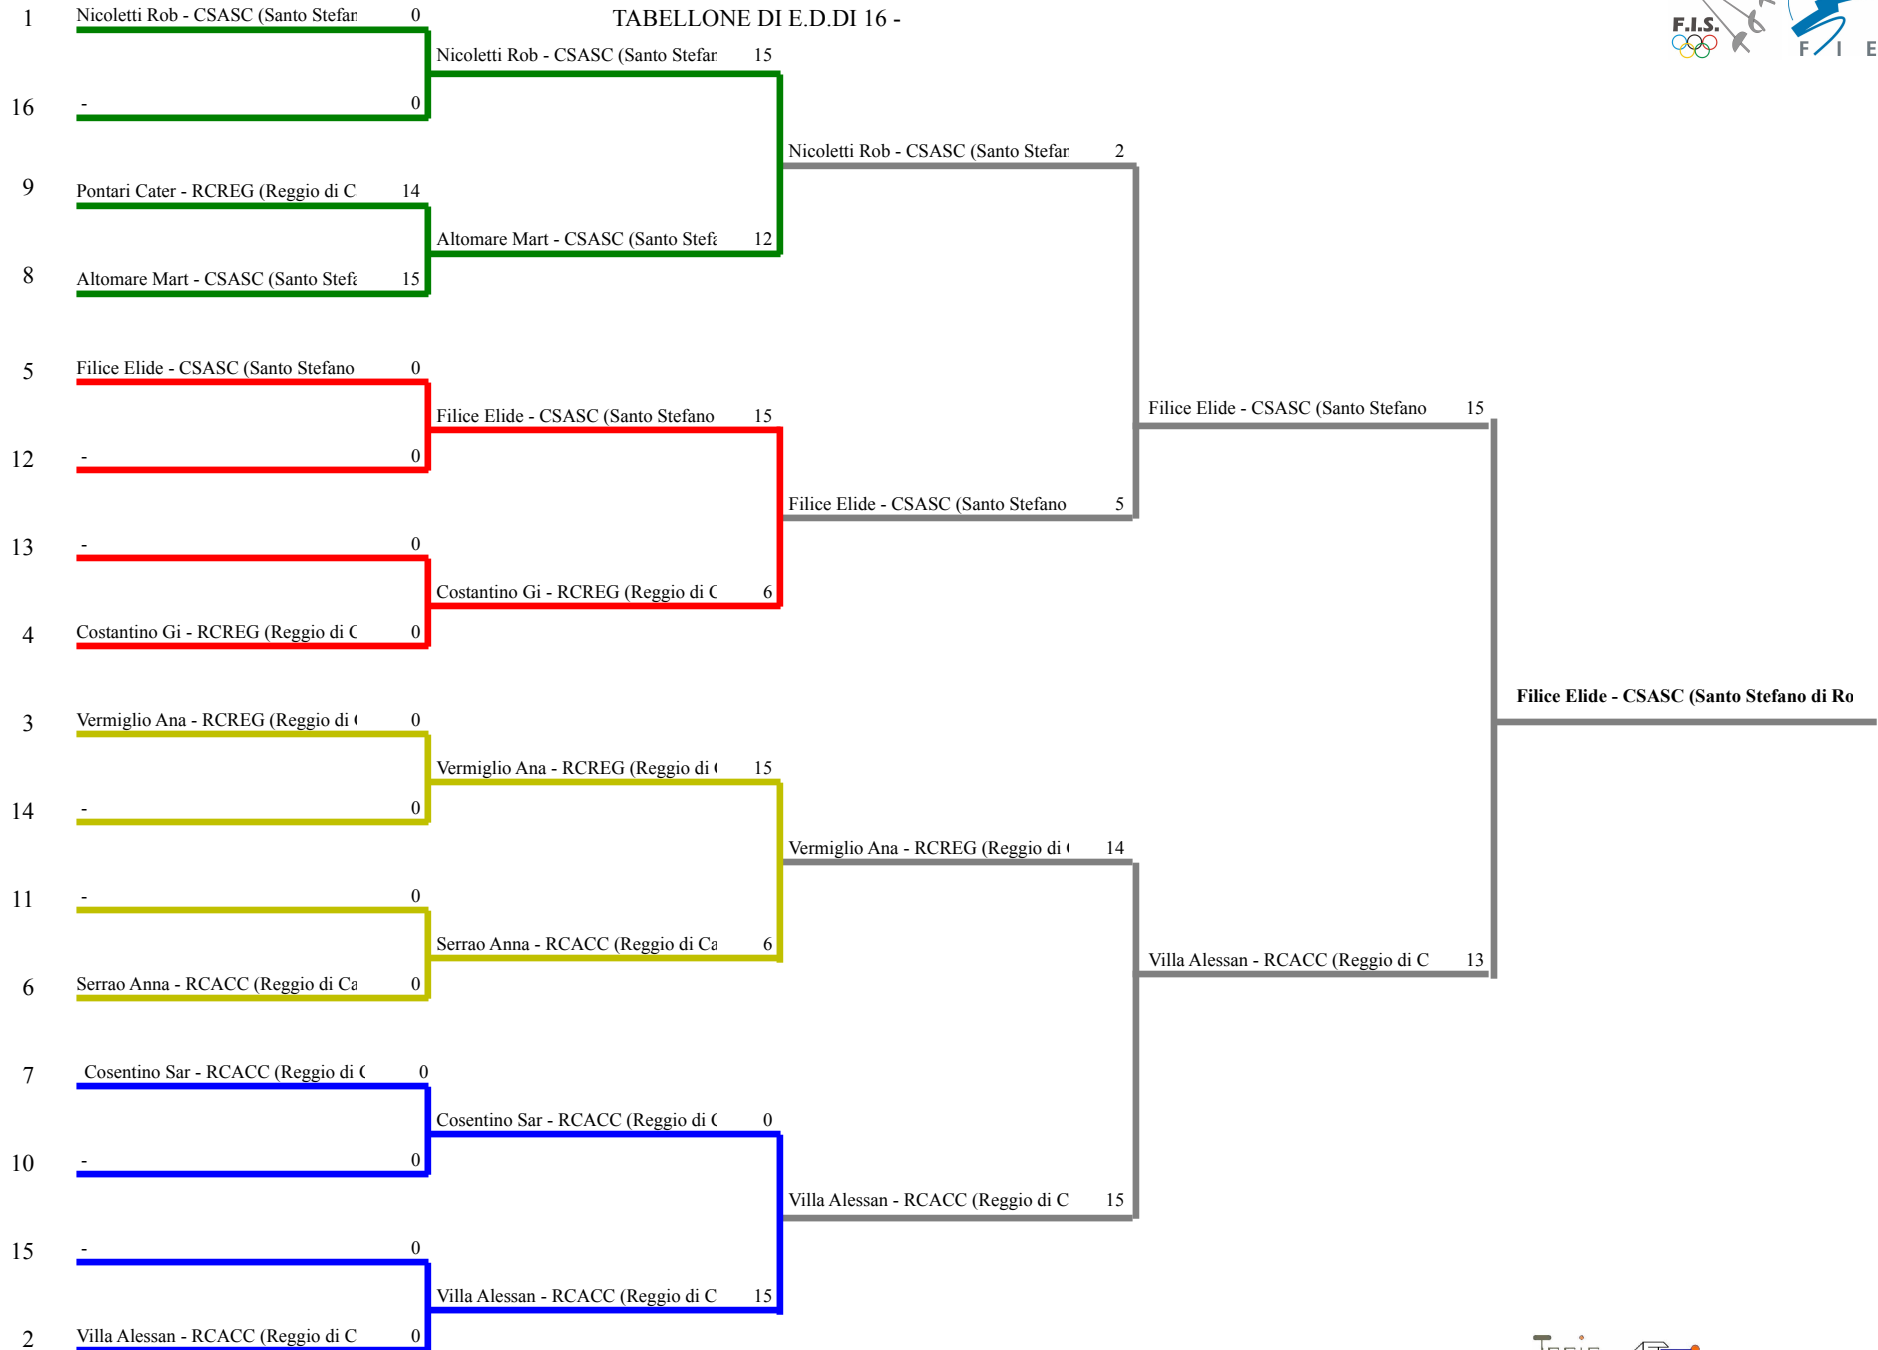 TABELLONE DI E.D.DI 16 -
F.I.S.
F I E
1 Nicoletti Rob - CSASC (Santo Stefan 0
Nicoletti Rob - CSASC (Santo Stefan 15
16 - 0
Nicoletti Rob - CSASC (Santo Stefan 2
9 Pontari Cater - RCREG (Reggio di C 14
Altomare Mart - CSASC (Santo Stefa 12
8 Altomare Mart - CSASC (Santo Stefa 15
5 Filice Elide - CSASC (Santo Stefano 0
Filice Elide - CSASC (Santo Stefano 15
Filice Elide - CSASC (Santo Stefano 15
12 - 0
Filice Elide - CSASC (Santo Stefano 5
13 - 0
Costantino Gi - RCREG (Reggio di C 6
4 Costantino Gi - RCREG (Reggio di C 0
Filice Elide - CSASC (Santo Stefano di Ro
3 Vermiglio Ana - RCREG (Reggio di 0
Vermiglio Ana - RCREG (Reggio di 15
14 - 0
Vermiglio Ana - RCREG (Reggio di 14
11 - 0
Serrao Anna - RCACC (Reggio di Ca 6
Villa Alessan - RCACC (Reggio di C 13
6 Serrao Anna - RCACC (Reggio di Ca 0
7 Cosentino Sar - RCACC (Reggio di C 0
Cosentino Sar - RCACC (Reggio di C 0
10 - 0
Villa Alessan - RCACC (Reggio di C 15
15 - 0
Villa Alessan - RCACC (Reggio di C 15
2 Villa Alessan - RCACC (Reggio di C 0